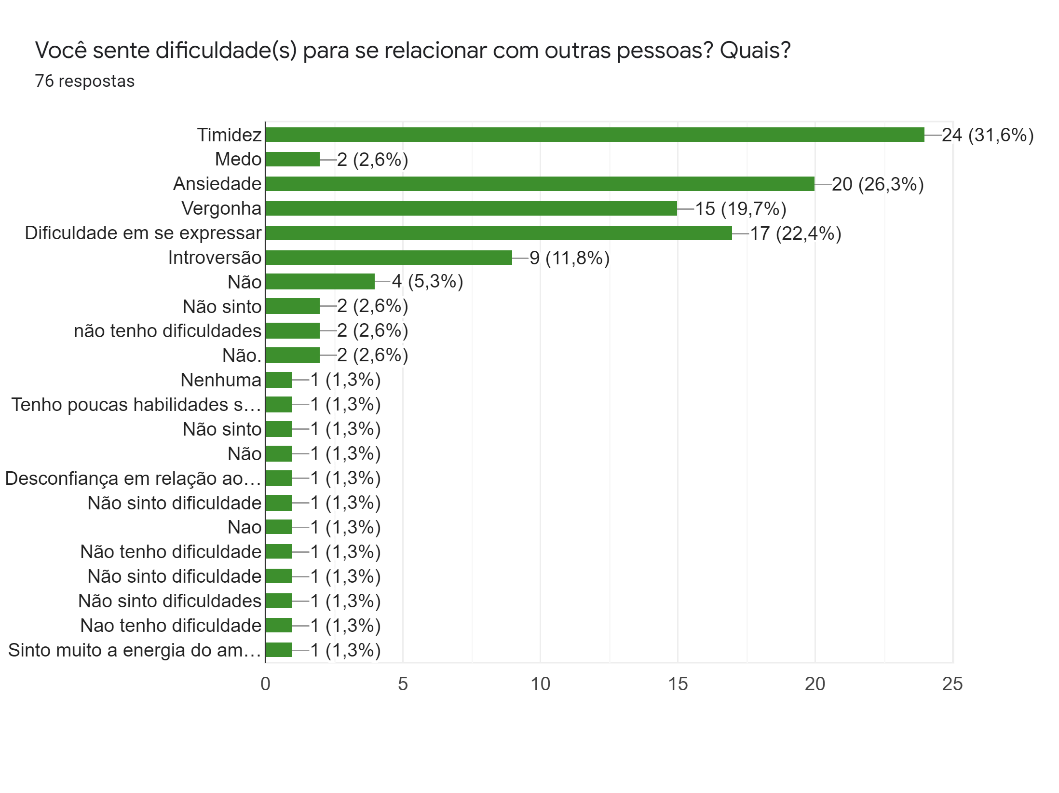 Você sente dificuldade(s) para se relacionar com outras pessoas? Quais?
76 respostas
Timidez 24 (31,6%)
Medo 2 (2,6%)
Ansiedade 20 (26,3%)
Vergonha 15 (19,7%)
Dificuldade em se expressar 17 (22,4%)
Introversão 9 (11,8%)
Não 4 (5,3%)
Não sinto 2 (2,6%)
não tenho dificuldades 2 (2,6%)
Não. 2 (2,6%)
Nenhuma 1 (1,3%)
Tenho poucas habilidades s… 1 (1,3%)
Não sinto 1 (1,3%)
Não 1 (1,3%)
Desconfiança em relação ao… 1 (1,3%)
Não sinto dificuldade 1 (1,3%)
Nao 1 (1,3%)
Não tenho dificuldade 1 (1,3%)
Não sinto dificuldade 1 (1,3%)
Não sinto dificuldades 1 (1,3%)
Nao tenho dificuldade 1 (1,3%)
Sinto muito a energia do am… 1 (1,3%)
0 5 10 15 20 25